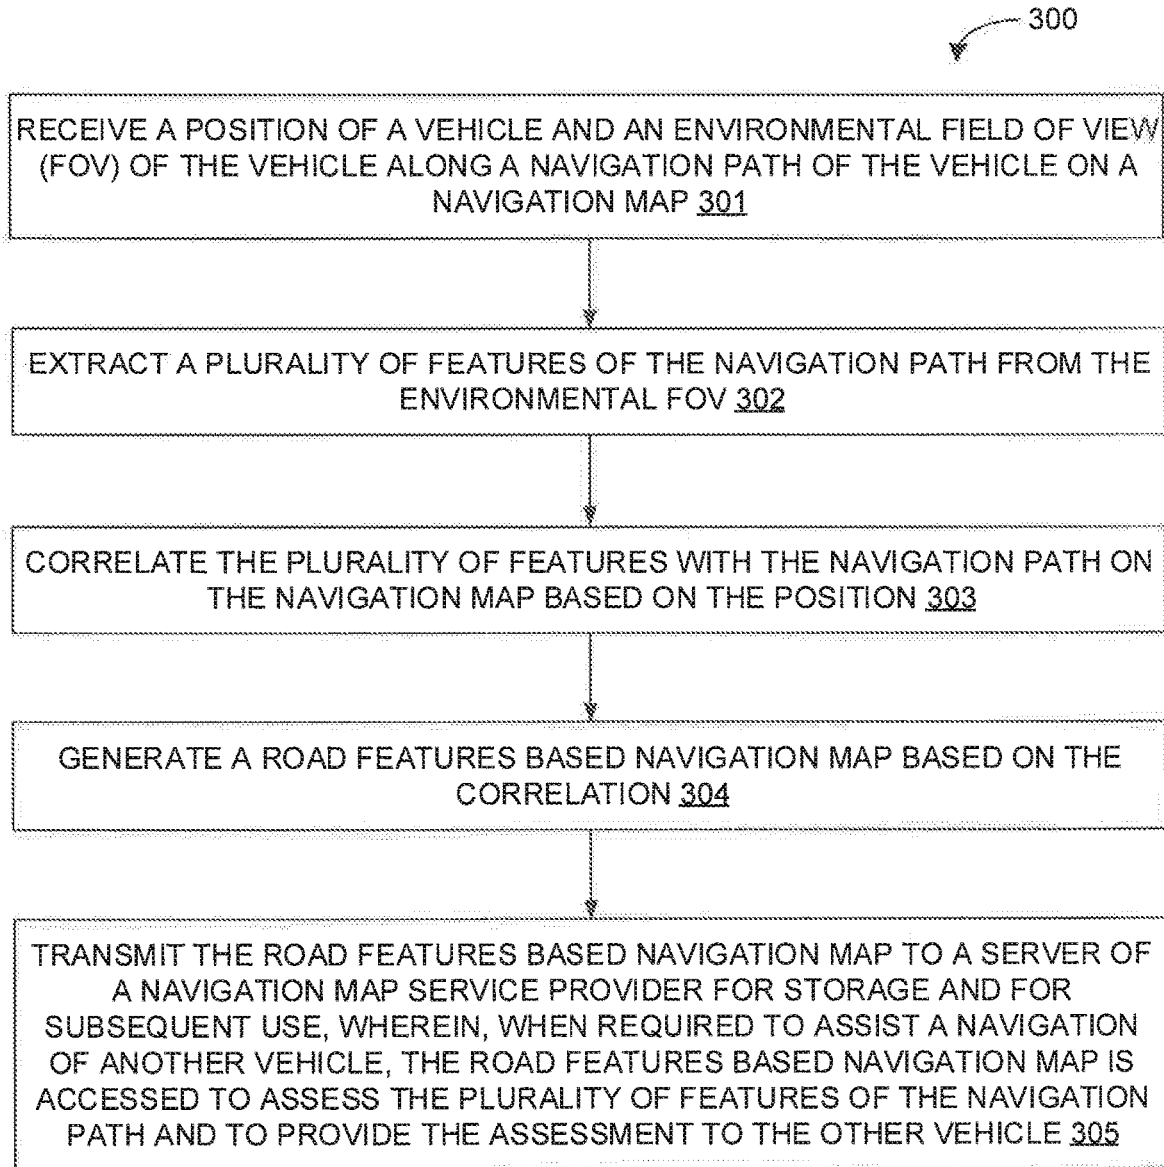 300
RECEIVE A POSITION OF A VEHICLE AND AN ENVIRONMENTAL FIELD OF VIEW
(FOV) OF THE VEHICLE ALONG A NAVIGATION PATH OF THE VEHICLE ON A
NAVIGATION MAP 301
EXTRACT A PLURALITY OF FEATURES OF THE NAVIGATION PATH FROM THE
ENVIRONMENTAL FOV 302
CORRELATE THE PLURALITY OF FEATURES WITH THE NAVIGATION PATH ON
THE NAVIGATION MAP BASED ON THE POSITION 303
GENERATE A ROAD FEATURES BASED NAVIGATION MAP BASED ON THE
CORRELATION 304
TRANSMIT THE ROAD FEATURES BASED NAVIGATION MAP TO A SERVER OF
A NAVIGATION MAP SERVICE PROVIDER FOR STORAGE AND FOR
SUBSEQUENT USE, WHEREIN, WHEN REQUIRED TO ASSIST A NAVIGATION
OF ANOTHER VEHICLE, THE ROAD FEATURES BASED NAVIGATION MAP IS
ACCESSED TO ASSESS THE PLURALITY OF FEATURES OF THE NAVIGATION
PATH AND TO PROVIDE THE ASSESSMENT TO THE OTHER VEHICLE 305